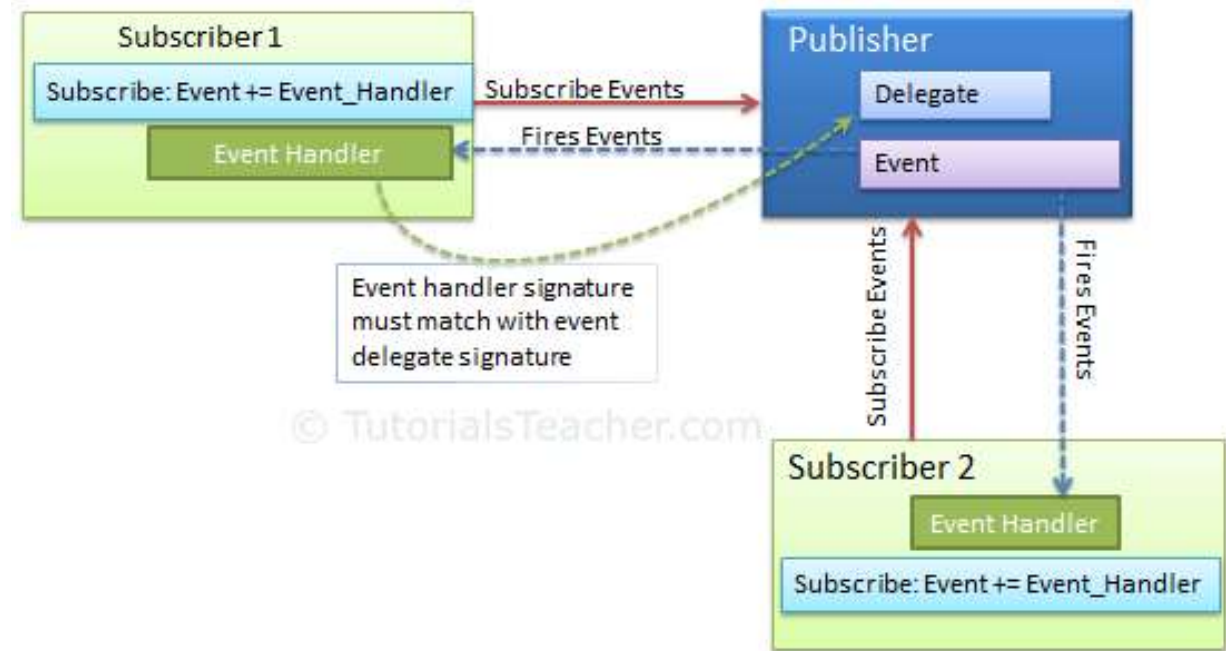 Subscriber 1
Subscribe: Event += Event_Handler
Event Handler
Subscribe Events
Fires Events
Publisher
Delegate
Event
Event handler signature
must match with event
delegate signature
Subscribe Events
Fires Events
© TutorialsTeacher.com
Subscriber 2
Event Handler
Subscribe: Event += Event_Handler